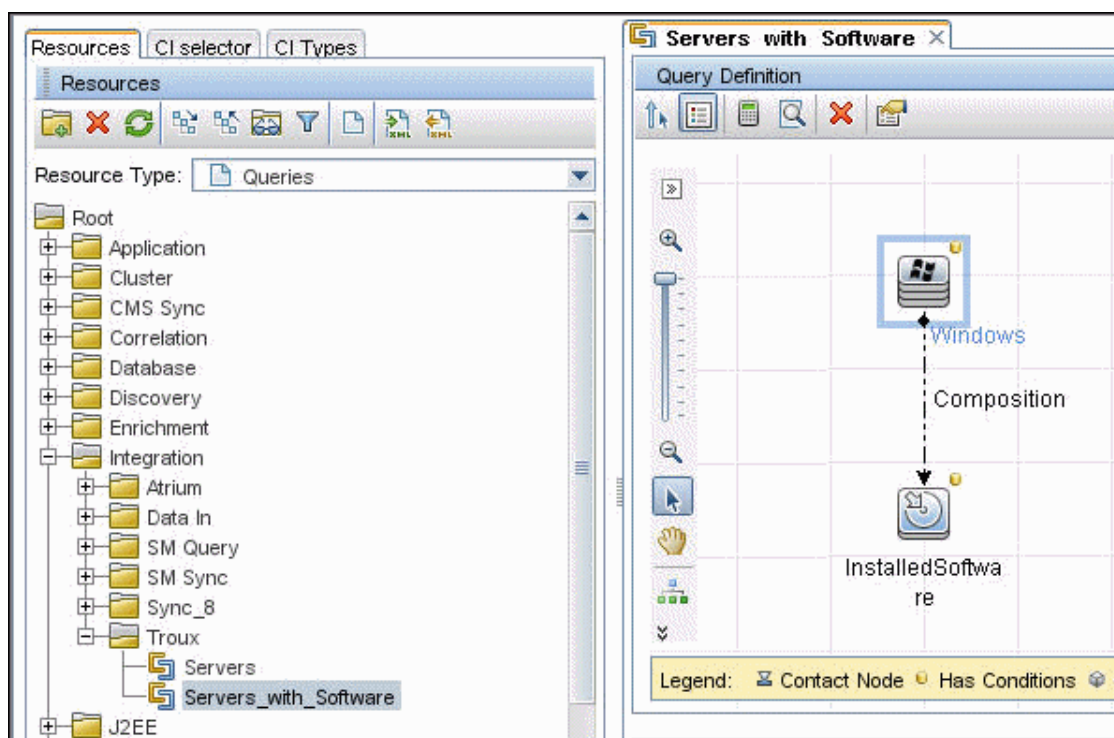 Resources CI selector CI Types
Resources
Resource Type: Queries
Root
Application
Cluster
CMS Sync
Correlation
Database
Discovery
Enrichment
Integration
Atrium
Data In
SM Query
SM Sync
Sync_8
Troux
Servers
Servers_with_Software
J2EE
Servers with Software
Query Definition
Windows
Composition
InstalledSoftwa
re
Legend: Contact Node Has Conditions